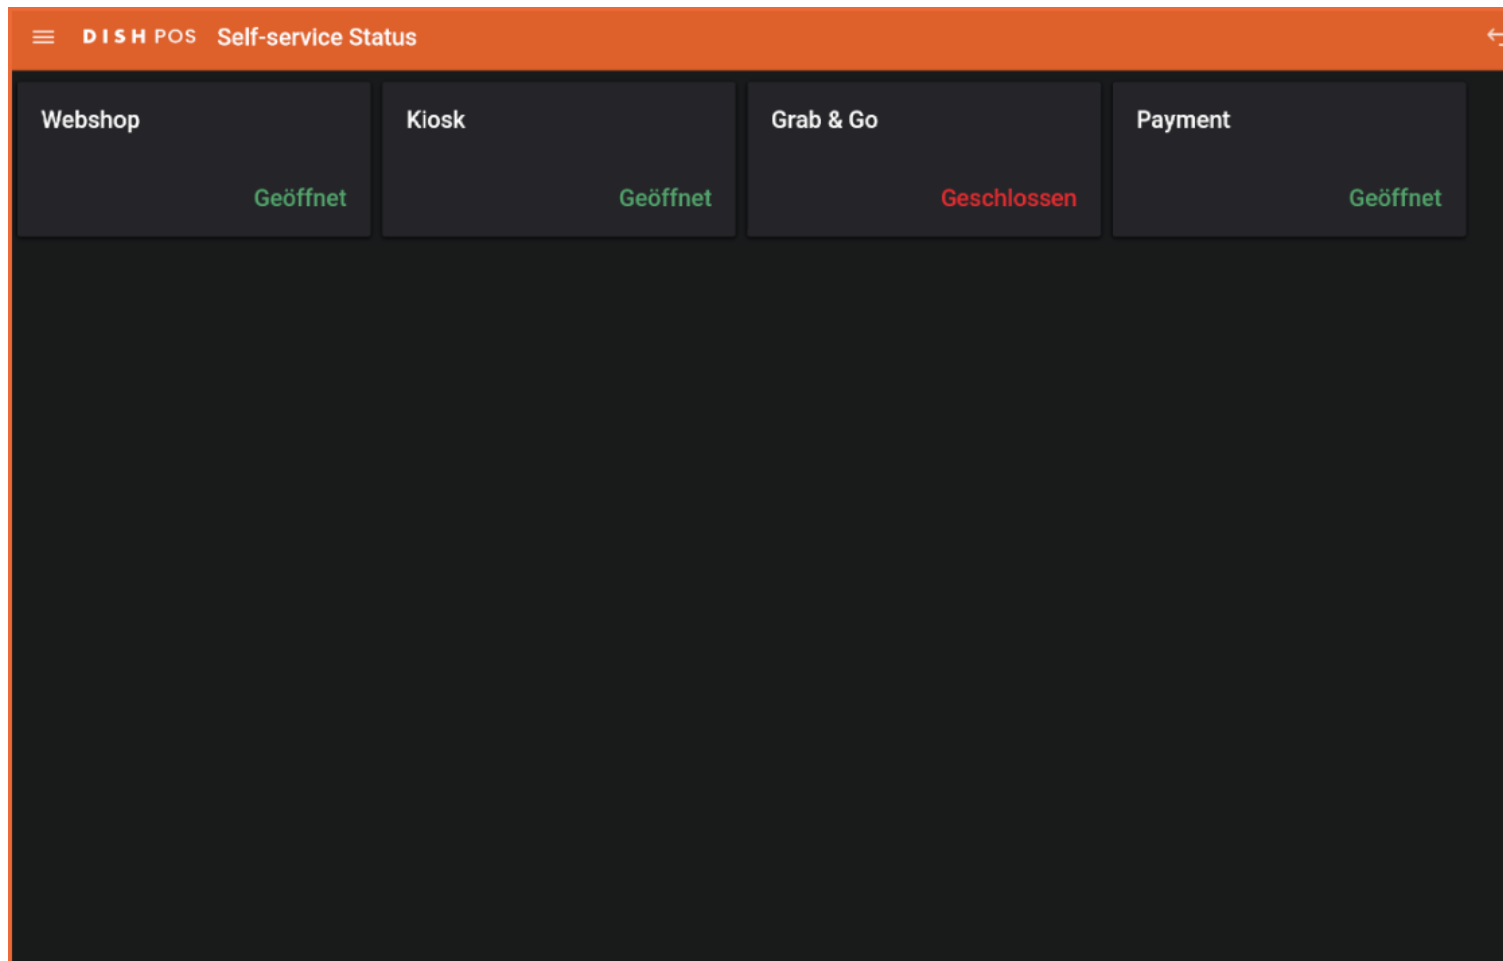 DISH POS Self-service Status
Webshop
Geöffnet
Kiosk
Geöffnet
Grab & Go
Geschlossen
Payment
Geöffnet